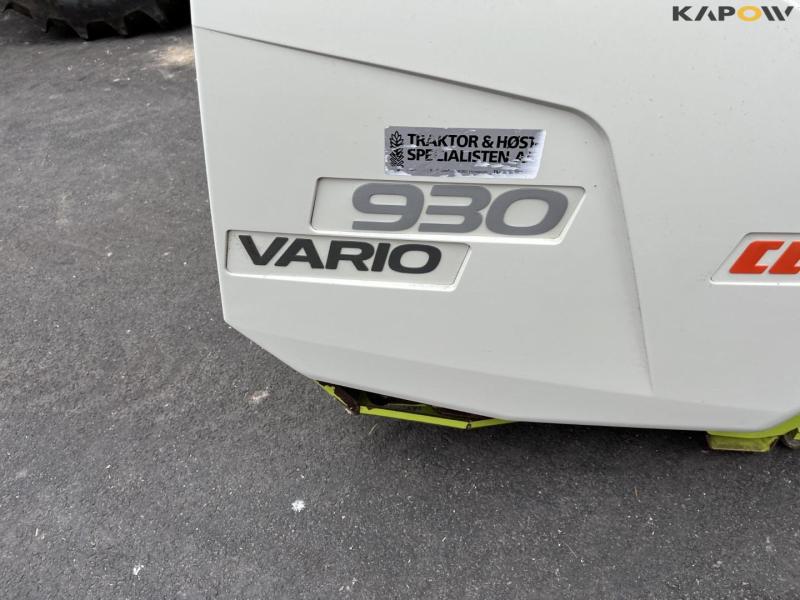 KAPOW
TRAKTOR & HØST-
SPECIALISTEN
930
VARIO